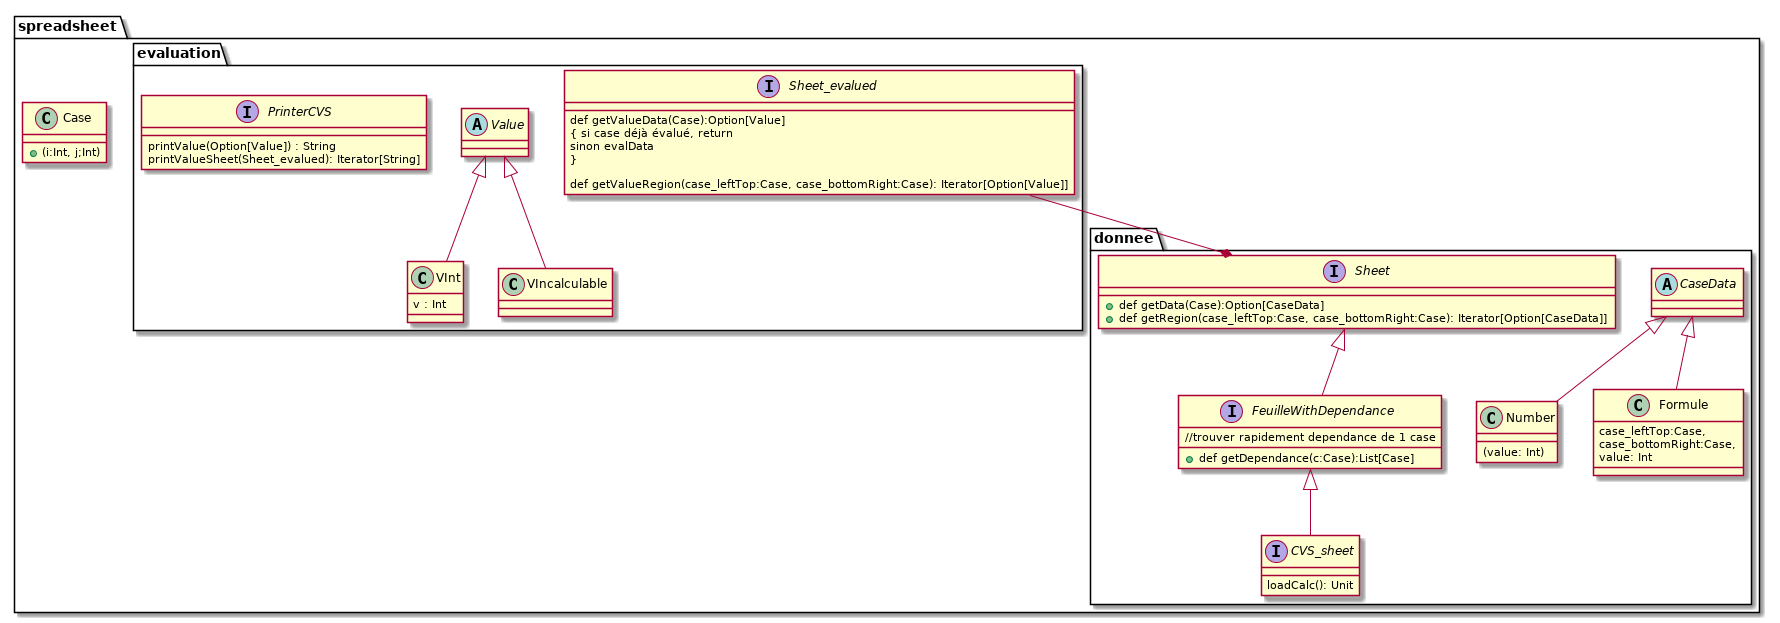 spreadsheet
evaluation
I Sheet_evalued
def getValueData(Case):Option[Value]
{ si case déjà évalué, return
sinon evalData
}
def getValueRegion(case_leftTop:Case, case_bottomRight:Case): Iterator[Option[Value]]
I PrinterCVS
printValue(Option[Value]) : String
printValueSheet(Sheet_evalued): Iterator[String]
A Value
C Case
(i:Int, j;Int)
C VInt
v : Int
C VIncalculable
donnee
I Sheet
def getData(Case):Option[CaseData]
def getRegion(case_leftTop:Case, case_bottomRight:Case): Iterator[Option[CaseData]]
A CaseData
I FeuilleWithDependance
//trouver rapidement dependance de 1 case
def getDependance(c:Case):List[Case]
C Number
(value: Int)
C Formule
case_leftTop:Case,
case_bottomRight:Case,
value: Int
I CVS_sheet
loadCalc(): Unit